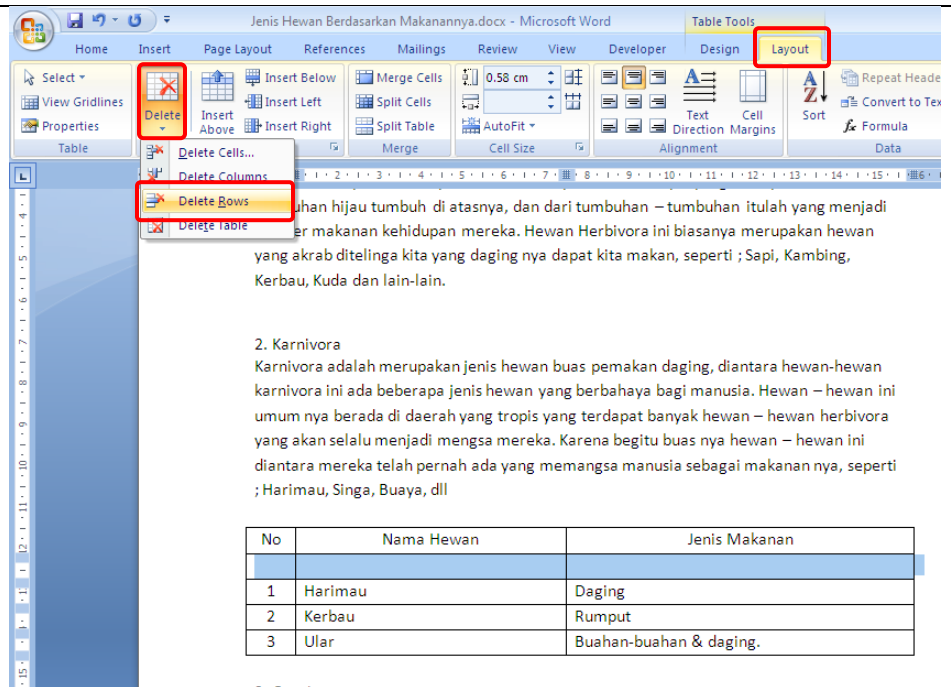 Jenis Hewan Berdasarkan Makanannya.docx - Microsoft Word
Table Tools
Home Insert Page Layout References Mailings Review View Developer Design Layout
Select
View Gridlines
Properties
Table
Delete
Insert Above
Insert Below
Insert Left
Insert Right
Merge Cells
Split Cells
Split Table
Merge
0.58 cm
AutoFit
Cell Size
Text Direction
Cell Margins
Alignment
Sort
Repeat Heade
Convert to Tex
Formula
Data
Delete Cells...
Delete Columns
Delete Rows
Delete Table
uhan hijau tumbuh di atasnya, dan dari tumbuhan – tumbuhan itulah yang menjadi
er makanan kehidupan mereka. Hewan Herbivora ini biasanya merupakan hewan
yang akrab ditelinga kita yang daging nya dapat kita makan, seperti ; Sapi, Kambing,
Kerbau, Kuda dan lain-lain.
2. Karnivora
Karnivora adalah merupakan jenis hewan buas pemakan daging, diantara hewan-hewan
karnivora ini ada beberapa jenis hewan yang berbahaya bagi manusia. Hewan – hewan ini
umum nya berada di daerah yang tropis yang terdapat banyak hewan – hewan herbivora
yang akan selalu menjadi mengsa mereka. Karena begitu buas nya hewan – hewan ini
diantara mereka telah pernah ada yang memangsa manusia sebagai makanan nya, seperti
; Harimau, Singa, Buaya, dll
No Nama Hewan Jenis Makanan
1 Harimau Daging
2 Kerbau Rumput
3 Ular Buahan-buahan & daging.